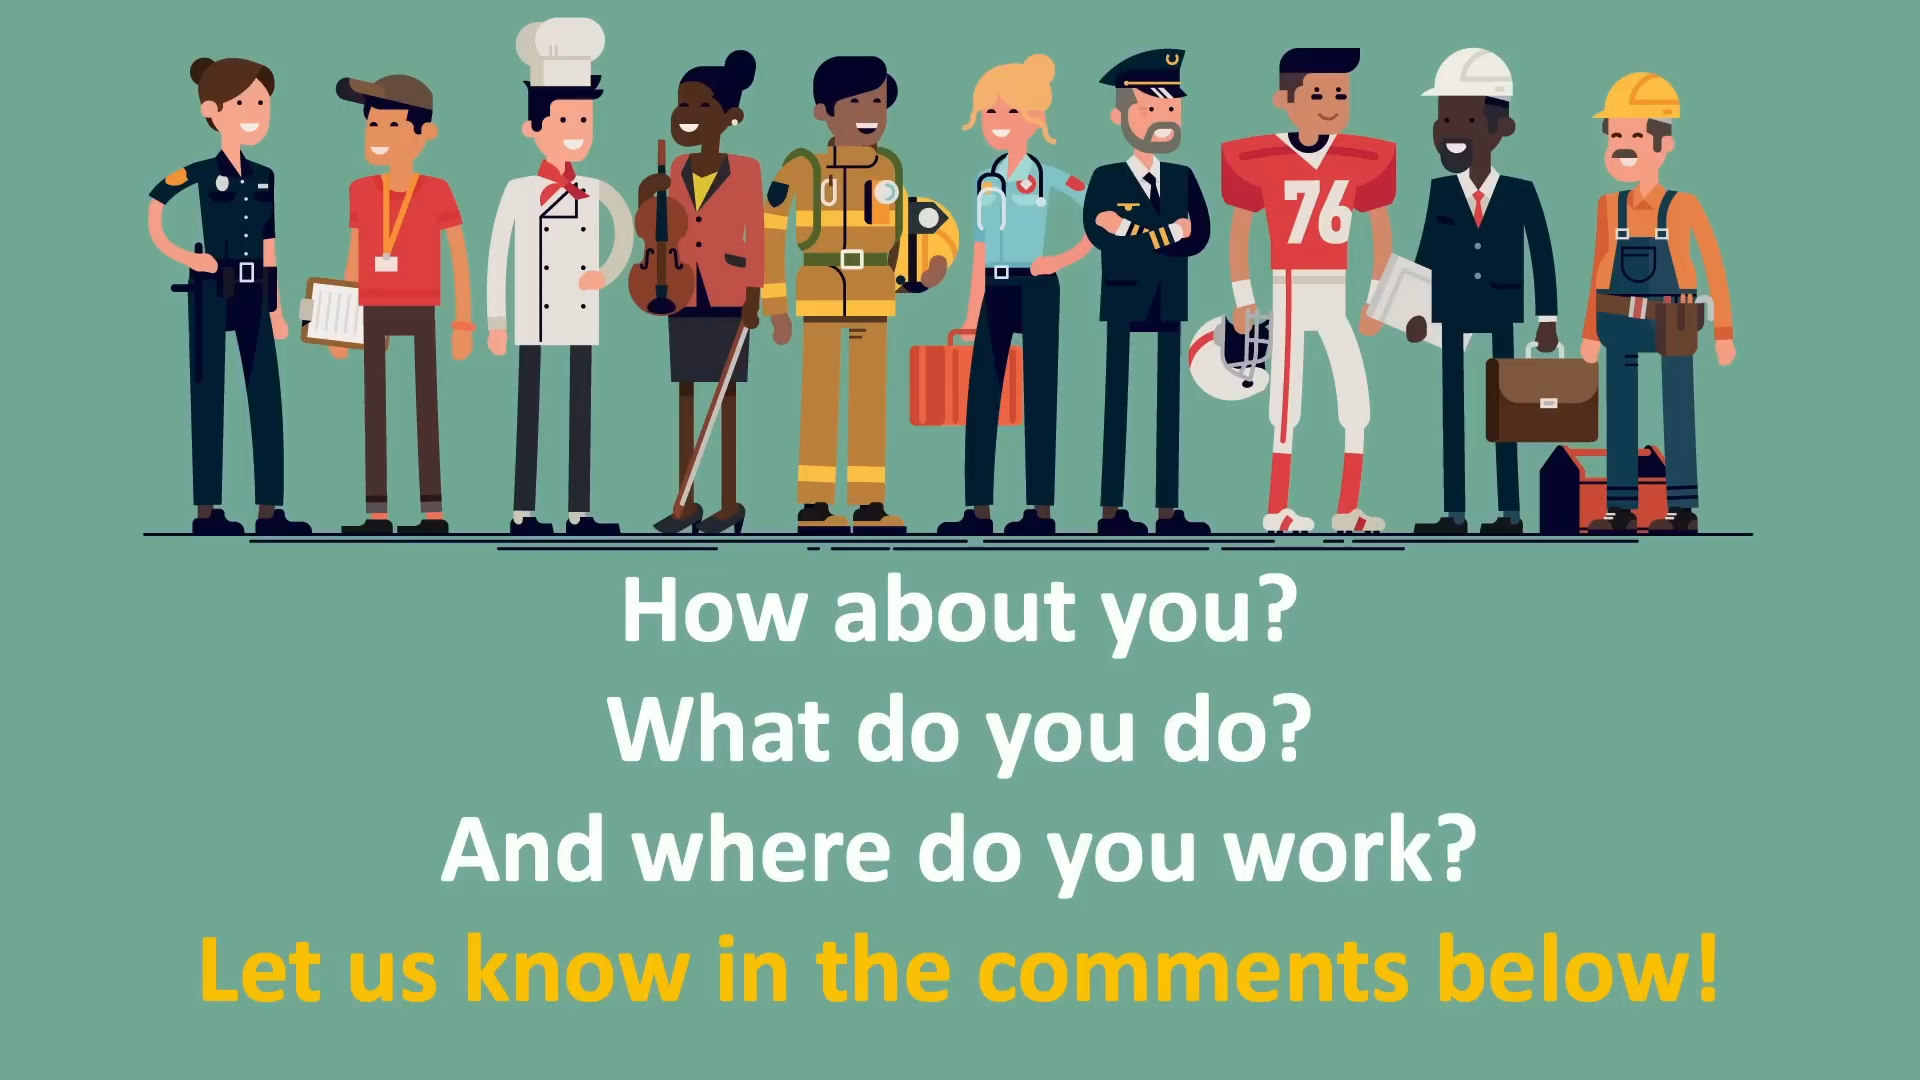 76
How about you?
What do you do?
And where do you work?
Let us know in the comments below!